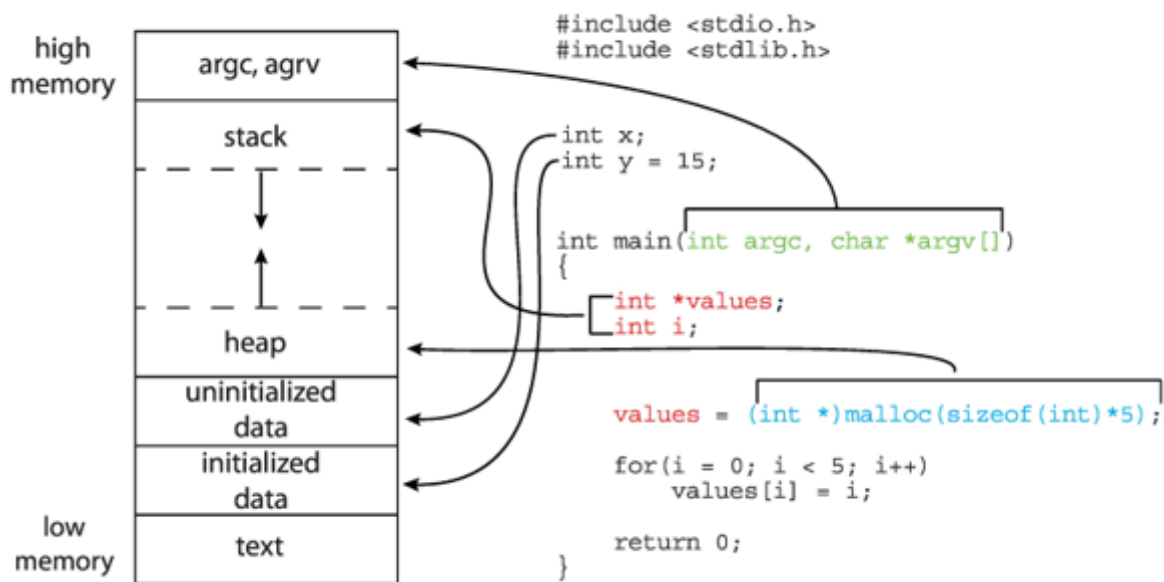 high
memory
argc, agrv
stack
heap
uninitialized
data
initialized
data
low
memory
text
#include <stdio.h>
#include <stdlib.h>
int x;
int y = 15;
int main(int argc, char *argv[])
{
int *values;
int i;
values = (int *)malloc(sizeof(int)*5);
for(i = 0; i < 5; i++)
values[i] = i;
return 0;
}